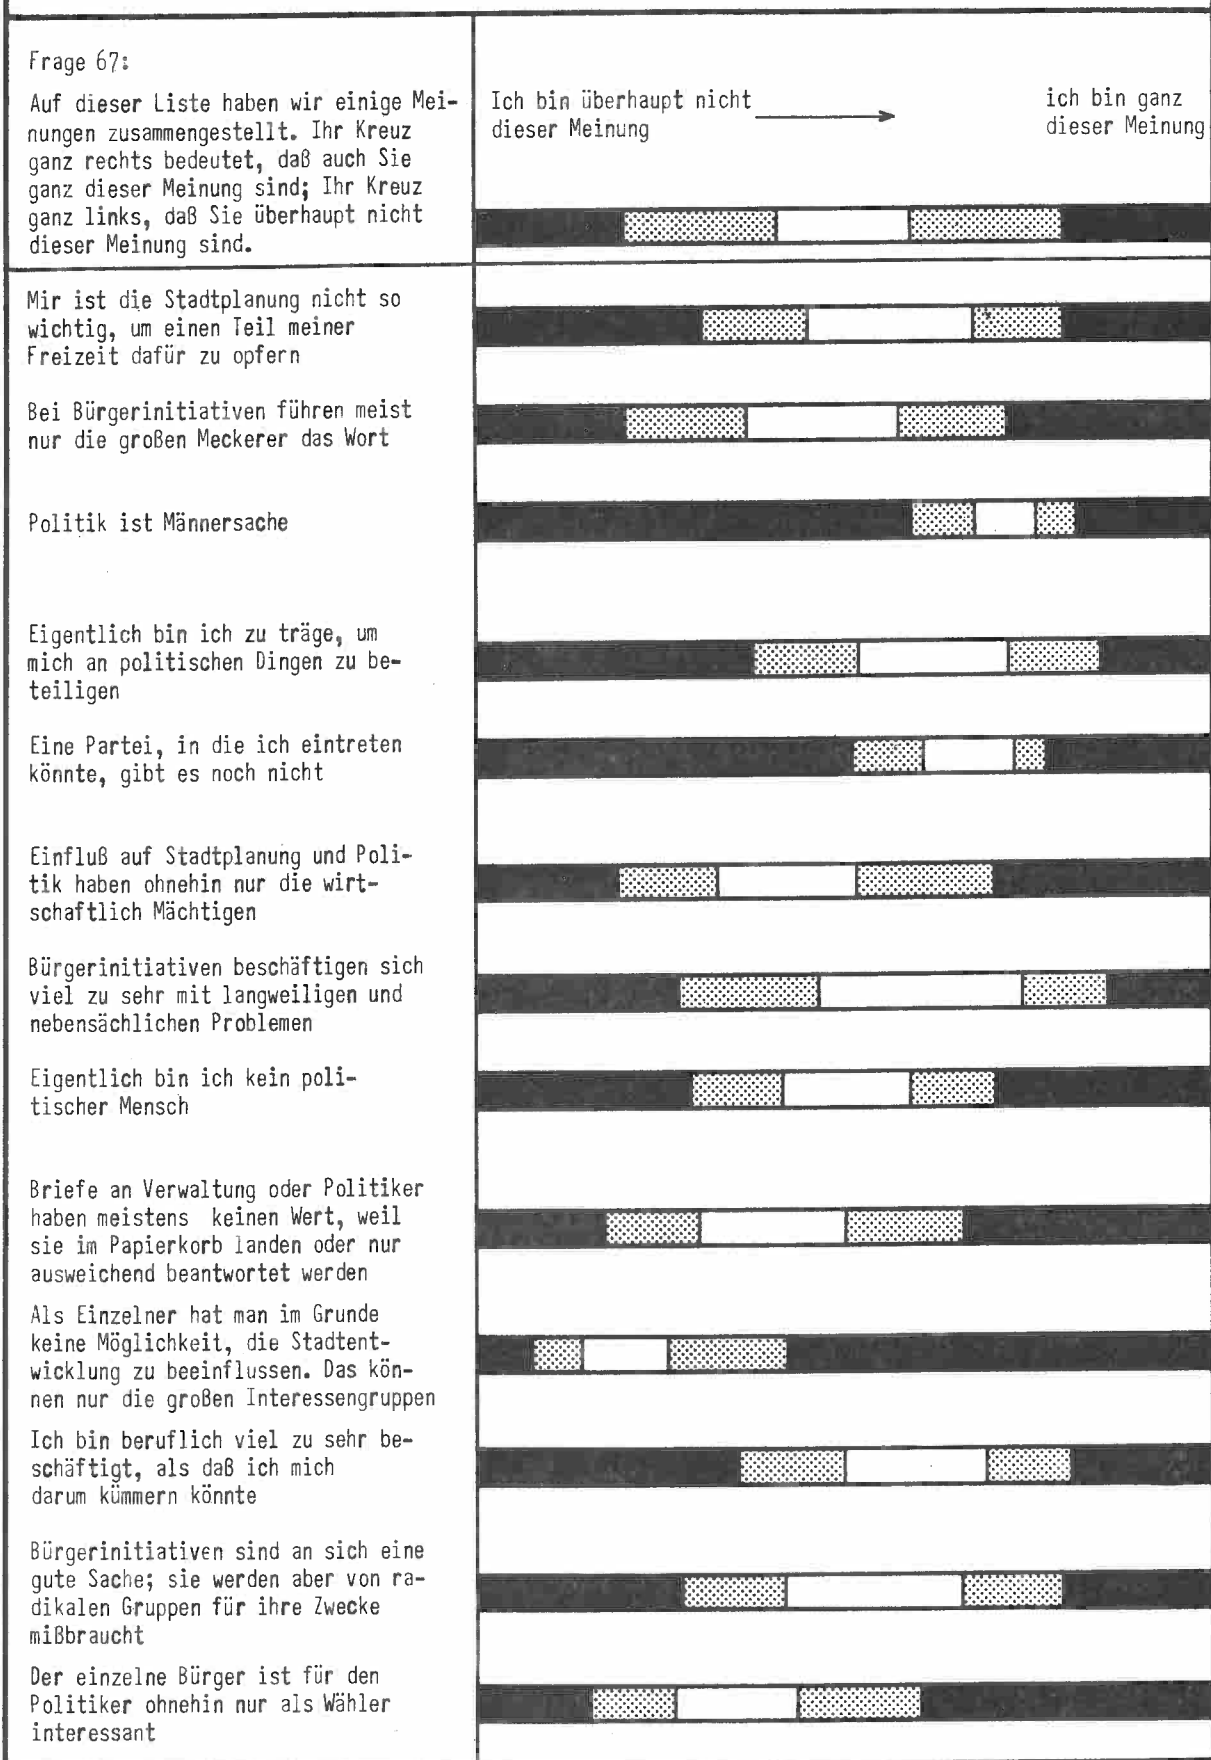 Frage 67:
Auf dieser Liste haben wir einige Mei-
nungen zusammengestellt. Ihr Kreuz
ganz rechts bedeutet, daß auch Sie
ganz dieser Meinung sind; Ihr Kreuz
ganz links, daß Sie überhaupt nicht
dieser Meinung sind.
Ich bin überhaupt nicht
dieser Meinung
ich bin ganz
dieser Meinung
Mir ist die Stadtplanung nicht so
wichtig, um einen Teil meiner
Freizeit dafür zu opfern
Bei Bürgerinitiativen führen meist
nur die großen Meckerer das Wort
Politik ist Männersache
Eigentlich bin ich zu träge, um
mich an politischen Dingen zu be-
teiligen
Eine Partei, in die ich eintreten
könnte, gibt es noch nicht
Einfluß auf Stadtplanung und Poli-
tik haben ohnehin nur die wirt-
schaftlich Mächtigen
Bürgerinitiativen beschäftigen sich
viel zu sehr mit langweiligen und
nebensächlichen Problemen
Eigentlich bin ich kein poli-
tischer Mensch
Briefe an Verwaltung oder Politiker
haben meistens keinen Wert, weil
sie im Papierkorb landen oder nur
ausweichend beantwortet werden
Als Einzelner hat man im Grunde
keine Möglichkeit, die Stadtent-
wicklung zu beeinflussen. Das kön-
nen nur die großen Interessengruppen
Ich bin beruflich viel zu sehr be-
schäftigt, als daß ich mich
darum kümmern könnte
Bürgerinitiativen sind an sich eine
gute Sache; sie werden aber von ra-
dikalen Gruppen für ihre Zwecke
mißbraucht
Der einzelne Bürger ist für den
Politiker ohnehin nur als Wähler
interessant